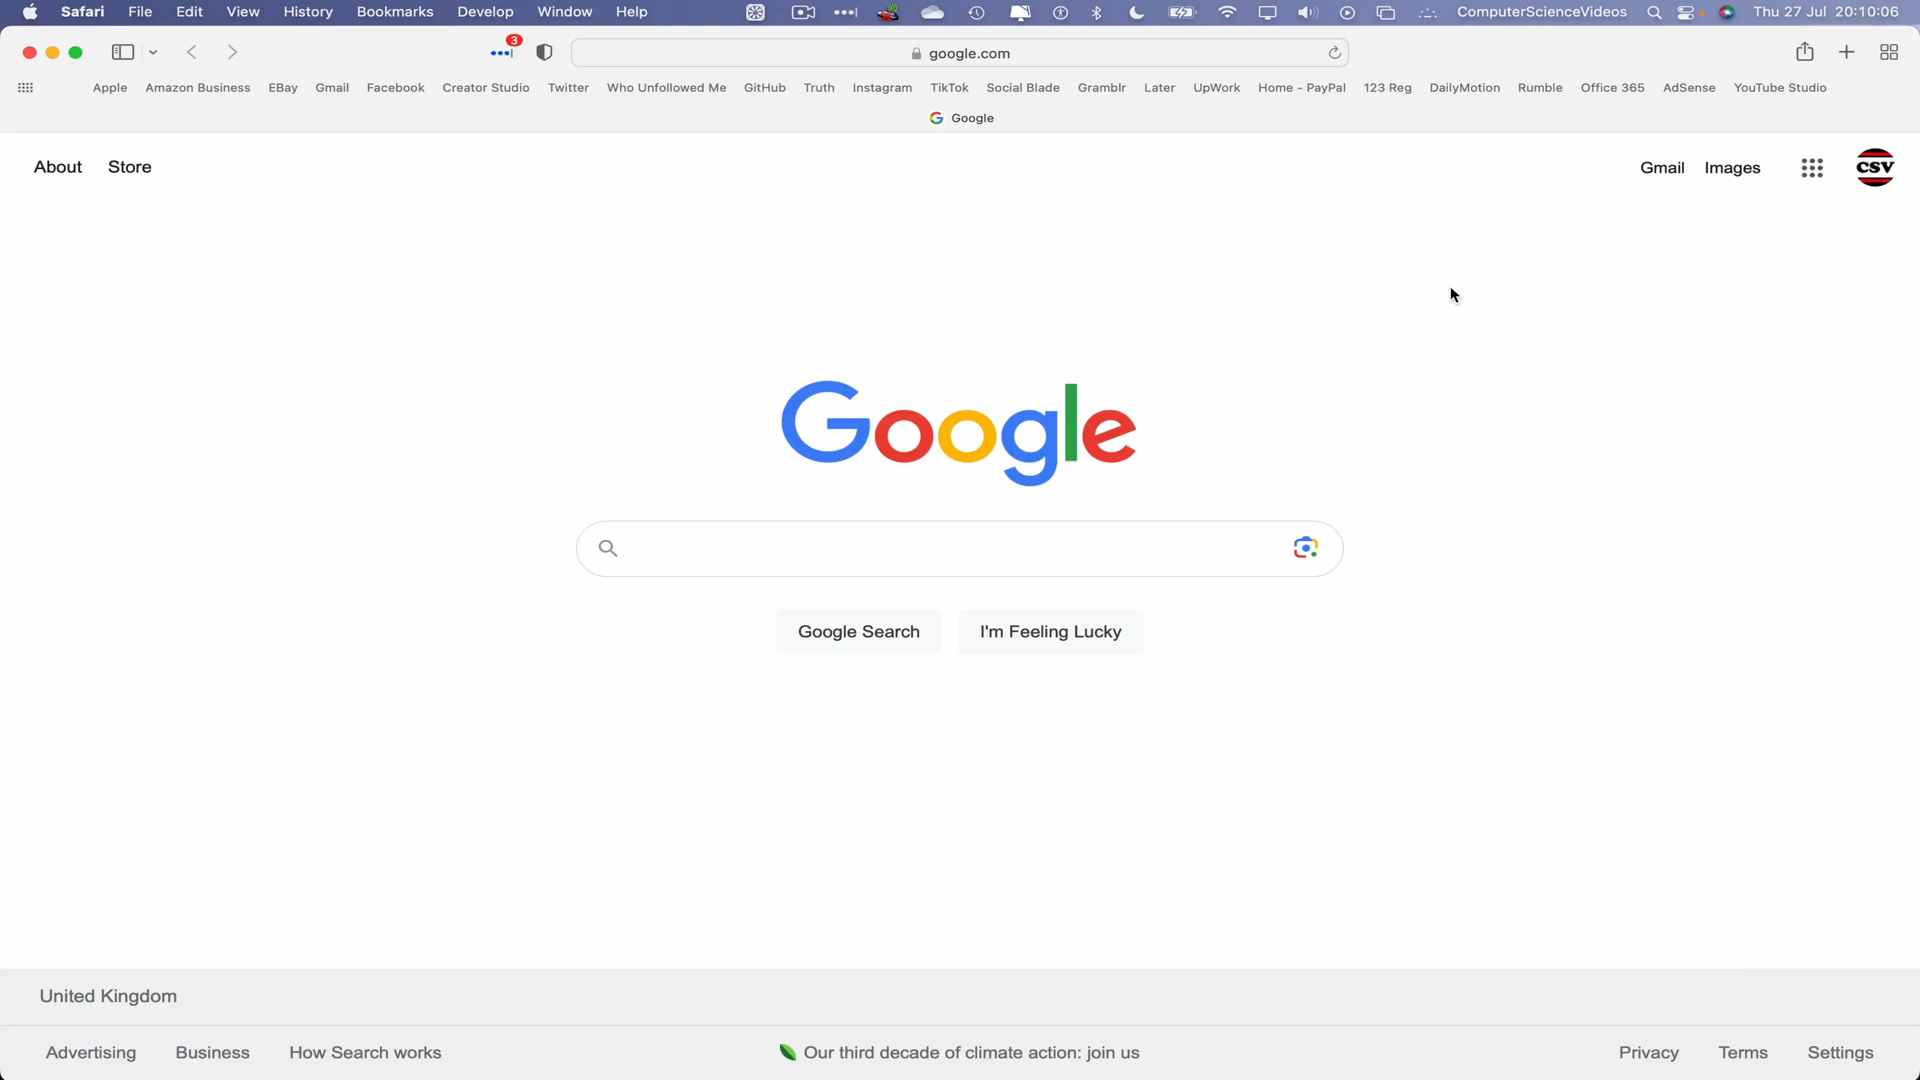 Safari File Edit View History Bookmarks Develop Window Help ComputerScienceVideos Thu 27 Jul 20:10:06
3 google.com
Apple Amazon Business EBay Gmail Facebook Creator Studio Twitter Who Unfollowed Me GitHub Truth Instagram TikTok Social Blade Gramblr Later UpWork Home - PayPal 123 Reg DailyMotion Rumble Office 365 AdSense YouTube Studio
G Google
About Store Gmail Images CSV
Google
Google Search I'm Feeling Lucky
United Kingdom
Advertising Business How Search works Our third decade of climate action: join us Privacy Terms Settings